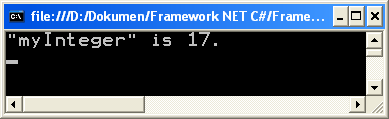 file:///D:/Dokumen/Framework NET C#/Frame...
"myInteger" is 17.